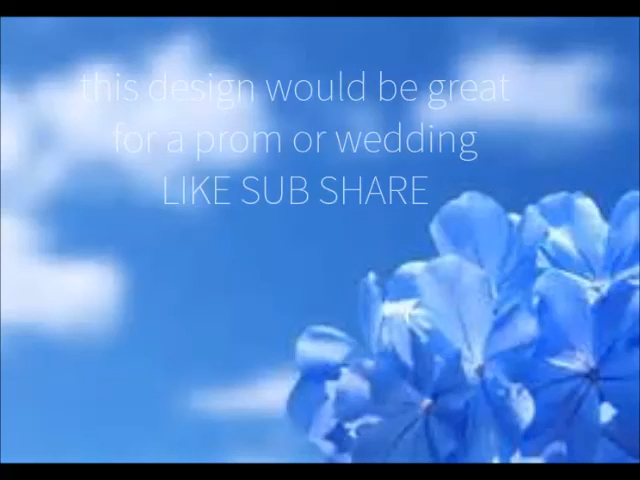 this design would be great
for a prom or wedding
LIKE SUB SHARE